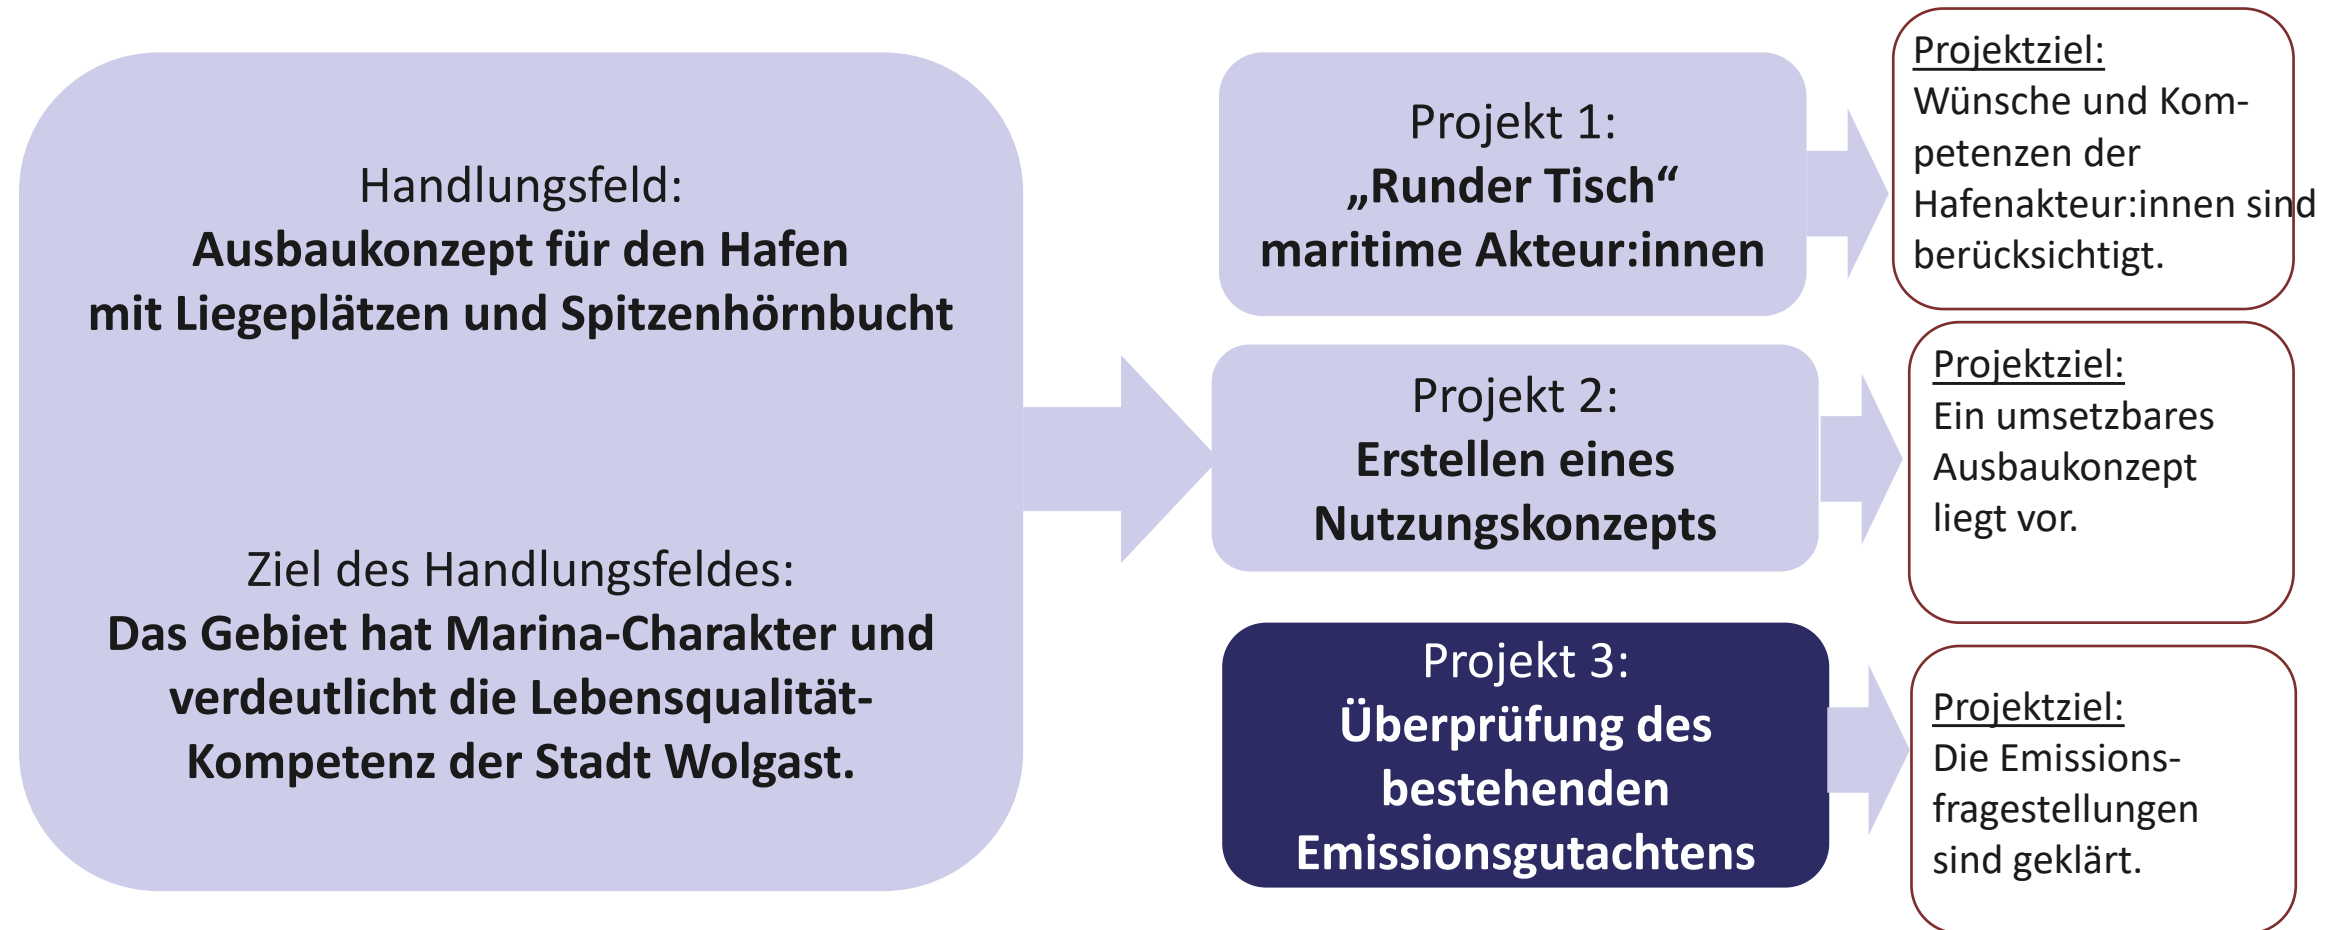 Handlungsfeld:
Ausbaukonzept für den Hafen
mit Liegeplätzen und Spitzenhörnbucht
Ziel des Handlungsfeldes:
Das Gebiet hat Marina-Charakter und
verdeutlicht die Lebensqualität-
Kompetenz der Stadt Wolgast.
Projekt 1:
„Runder Tisch“
maritime Akteur:innen
Projektziel:
Wünsche und Kom-
petenzen der
Hafenakteur:innen sind
berücksichtigt.
Projekt 2:
Erstellen eines
Nutzungskonzepts
Projektziel:
Ein umsetzbares
Ausbaukonzept
liegt vor.
Projekt 3:
Überprüfung des
bestehenden
Emissionsgutachtens
Projektziel:
Die Emissions-
fragestellungen
sind geklärt.